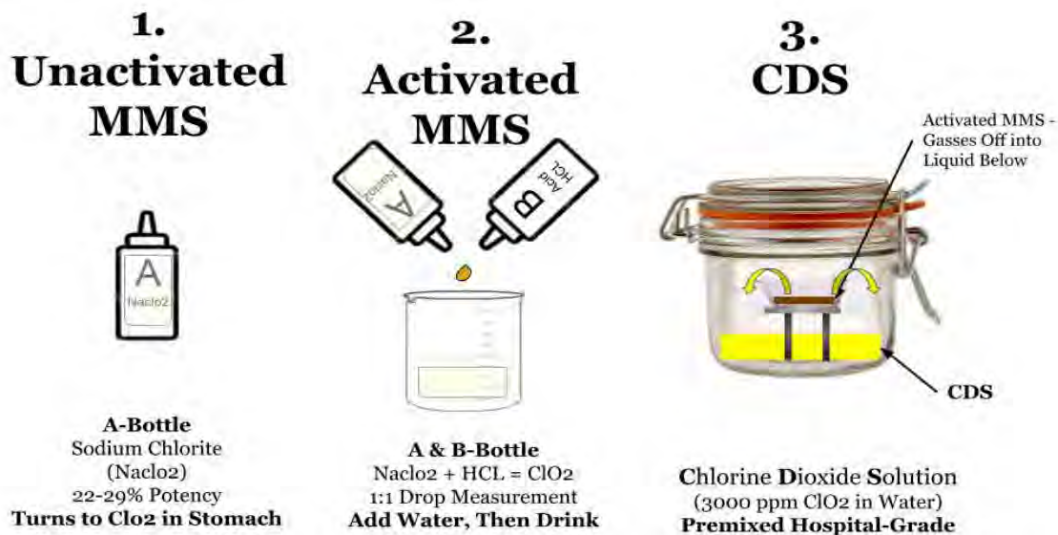 1.
Unactivated
MMS
A
Naclo2
A-Bottle
Sodium Chlorite
(Naclo2)
22-29% Potency
Turns to Clo2 in Stomach
2.
Activated
MMS
A
Naclo2
B
Acid
HCL
A & B-Bottle
Naclo2 + HCL = ClO2
1:1 Drop Measurement
Add Water, Then Drink
3.
CDS
Activated MMS -
Gasses Off into
Liquid Below
CDS
Chlorine Dioxide Solution
(3000 ppm ClO2 in Water)
Premixed Hospital-Grade